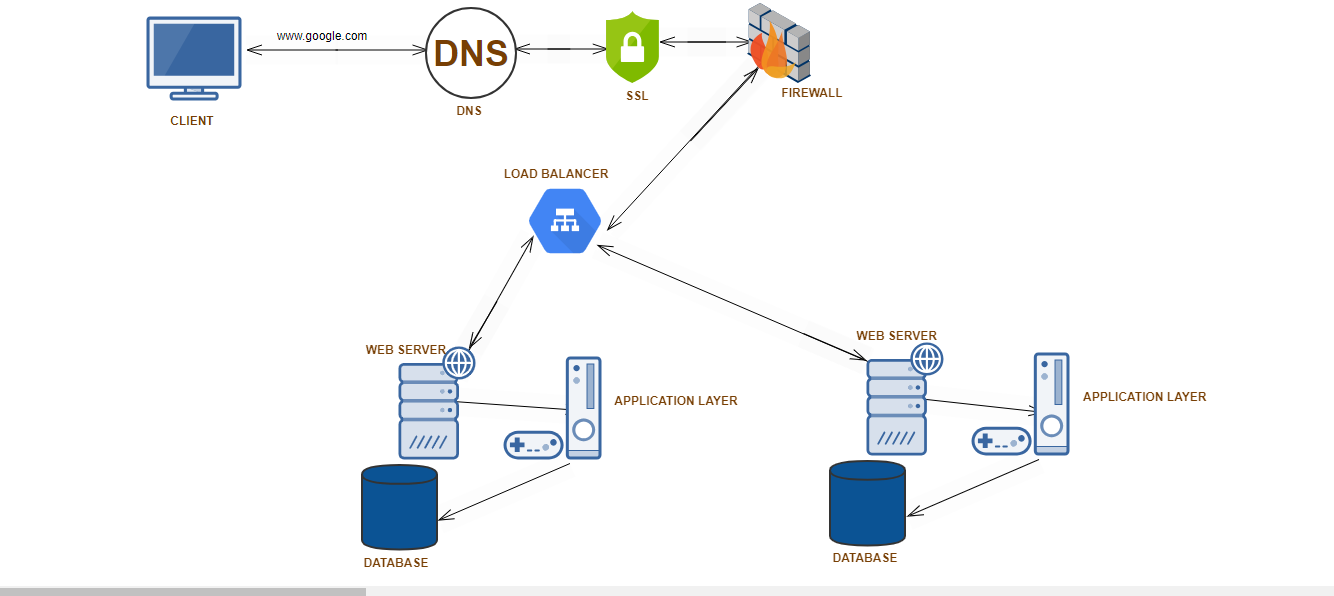 www.google.com
DNS
CLIENT
DNS
SSL
FIREWALL
LOAD BALANCER
WEB SERVER
APPLICATION LAYER
DATABASE
WEB SERVER
APPLICATION LAYER
DATABASE